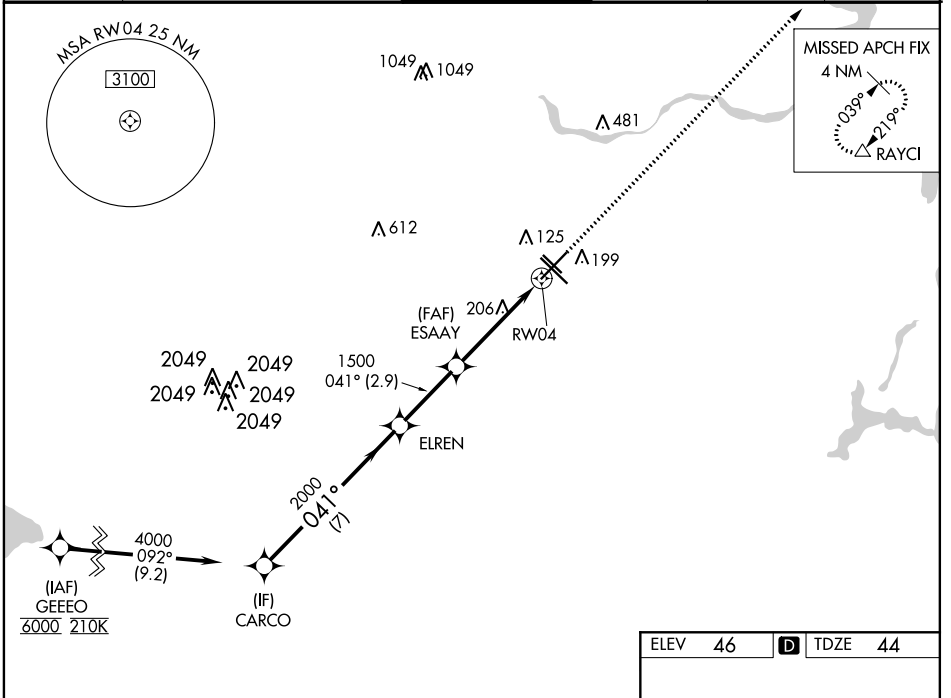 MSA RW04 25 NM
3100
1049
1049
481
MISSED APCH FIX
4 NM
039°
219°
RAYCI
612
125
199
206
RW04
(FAF)
ESAAY
1500
041° (2.9)
ELREN
2049
2049
2049
2049
2049
2000
041°
(7)
4000
092°
(9.2)
(IAF)
GEEEO
6000 210K
(IF)
CARCO
ELEV 46 D TDZE 44